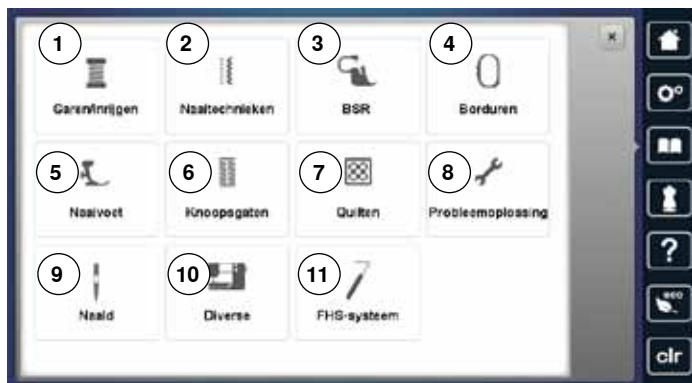 1 2 3 4
Garen/Inrijgen Naaitechnieken BSR Borduren
5 6 7 8
Naaivoet Knoopsgaten Quilten Probleemoplossing
?
9 10 11
eco
Naald Diverse FHS-systeem
clr